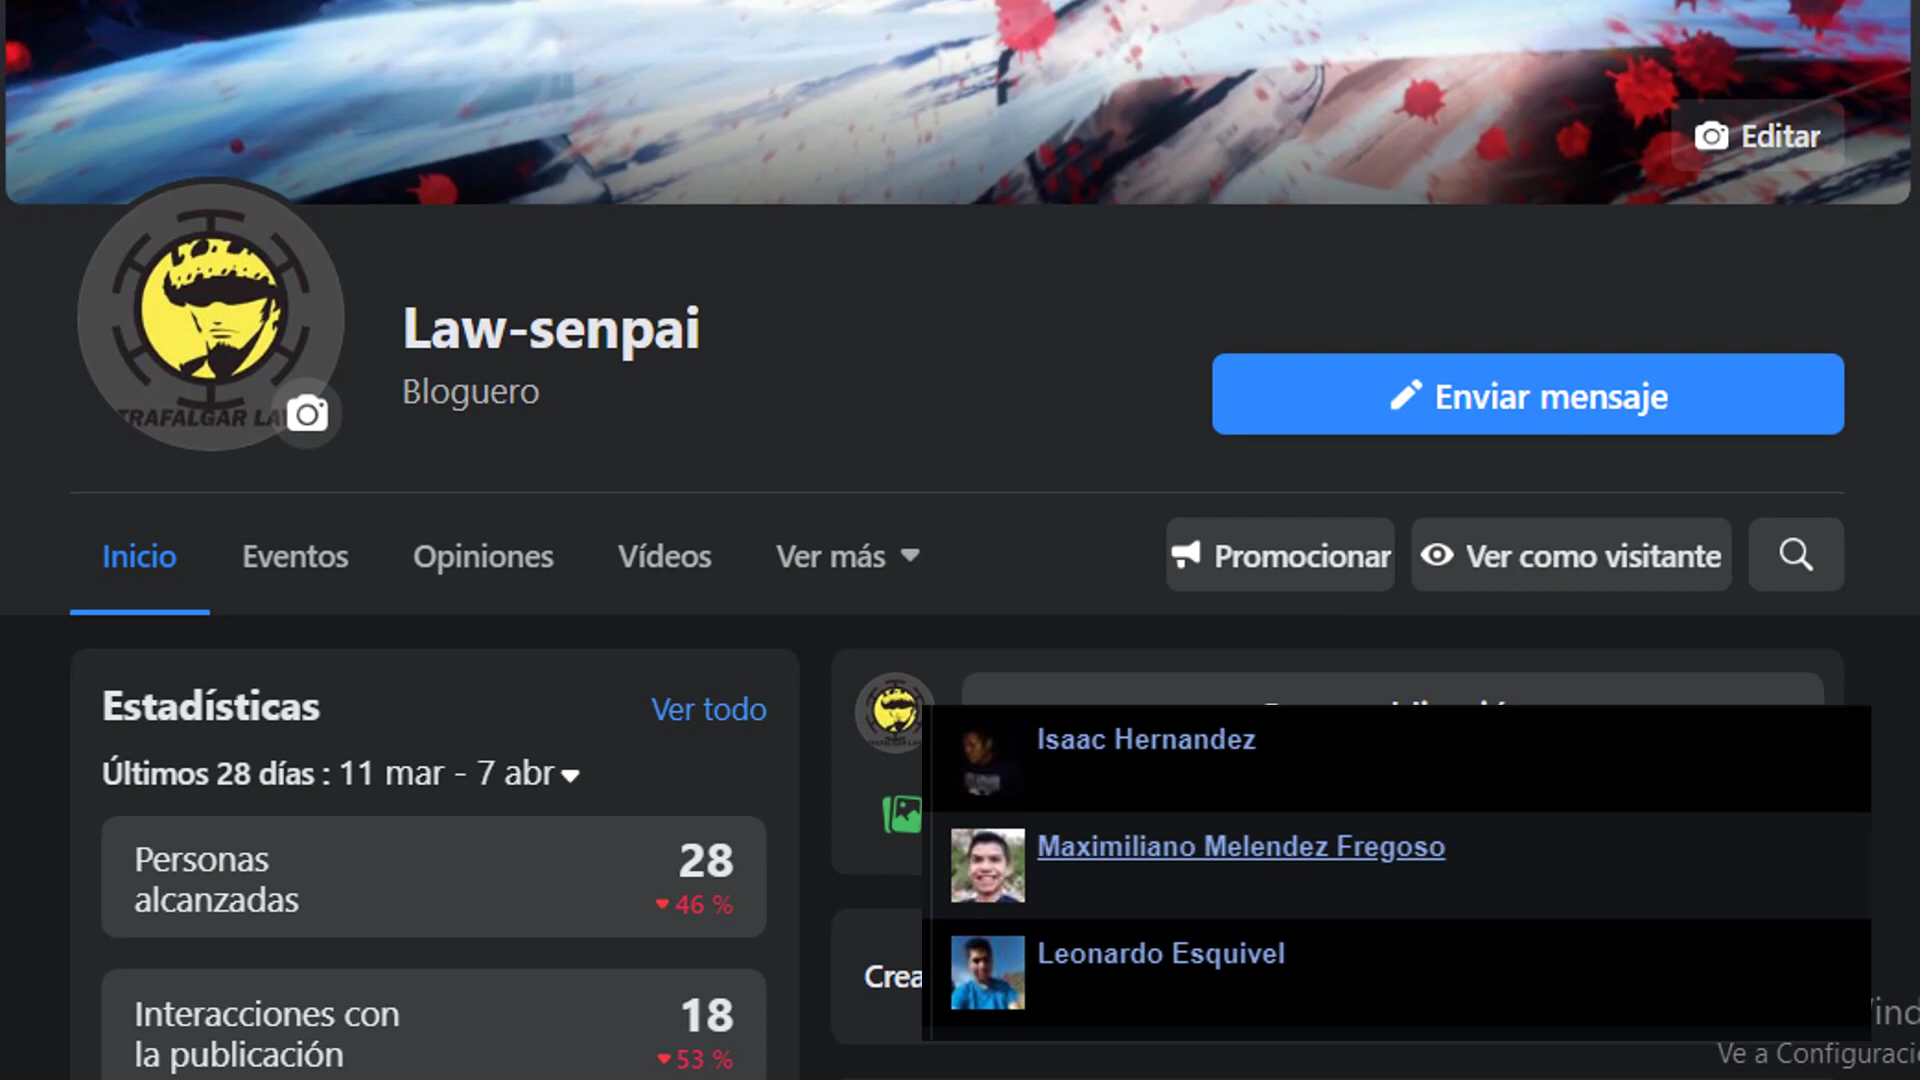 Editar
TRAFALGAR LA
Law-senpai
Bloguero
Enviar mensaje
Inicio
Eventos
Opiniones
Vídeos
Ver más
Promocionar
Ver como visitante
Estadísticas
Ver todo
Últimos 28 días : 11 mar - 7 abr
Personas
alcanzadas
28
46 %
Interacciones con
la publicación
18
53 %
Isaac Hernandez
Maximiliano Melendez Fregoso
Leonardo Esquivel
Crea
Ve a Configuraci